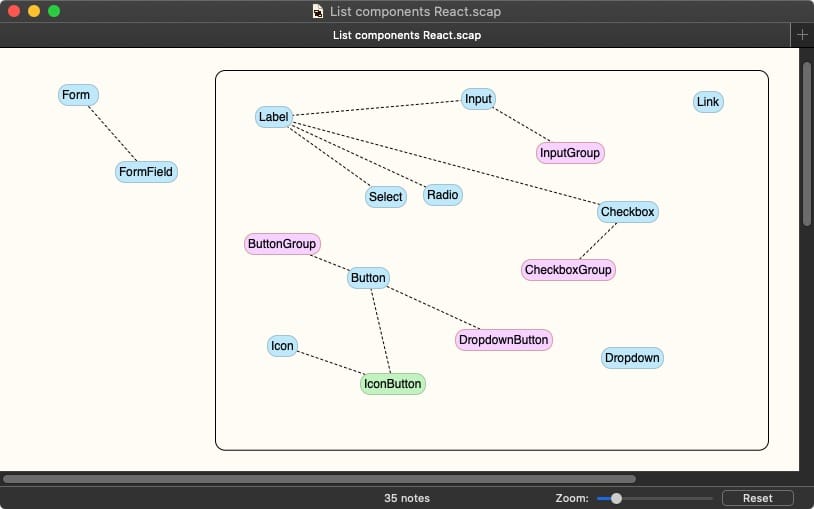 List components React.scap
List components React.scap
Form
Input
Link
Label
InputGroup
FormField
Select
Radio
Checkbox
ButtonGroup
CheckboxGroup
Button
DropdownButton
Icon
Dropdown
IconButton
35 notes
Zoom:
Reset